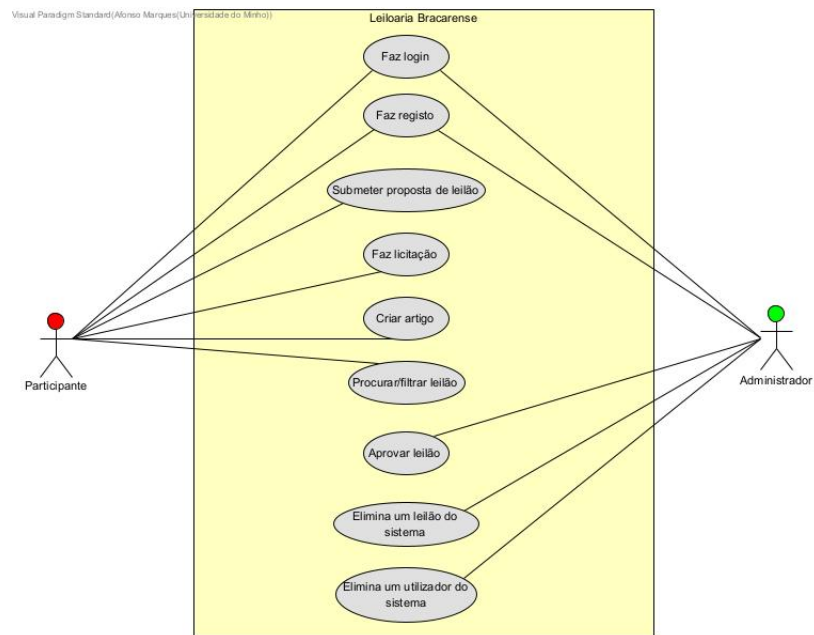 Visual Paradigm Standard(Afonso Marques(Universidade do Minho))
Leiloaria Bracarense
Faz login
Faz registo
Submeter proposta de leilão
Faz licitação
Criar artigo
Procurar/filtrar leilão
Participante
Administrador
Aprovar leilão
Elimina um leilão do
sistema
Elimina um utilizador do
sistema